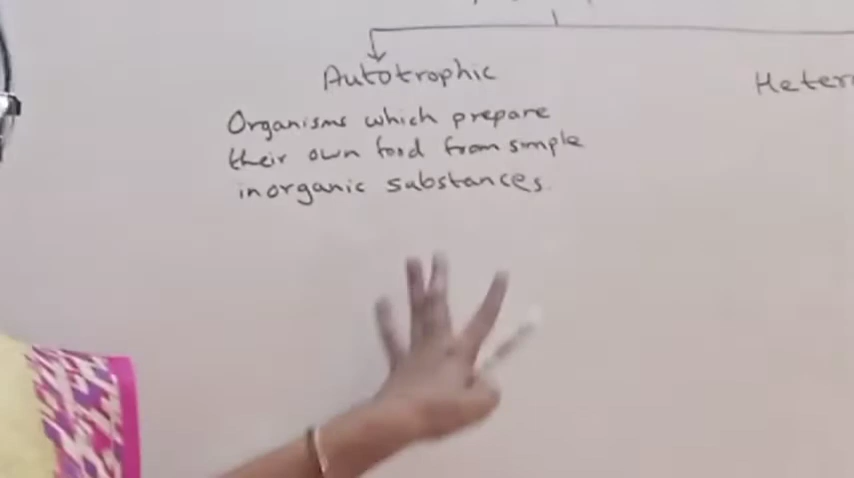 Autotrophic
Organisms which prepare
their own food from simple
inorganic substances.